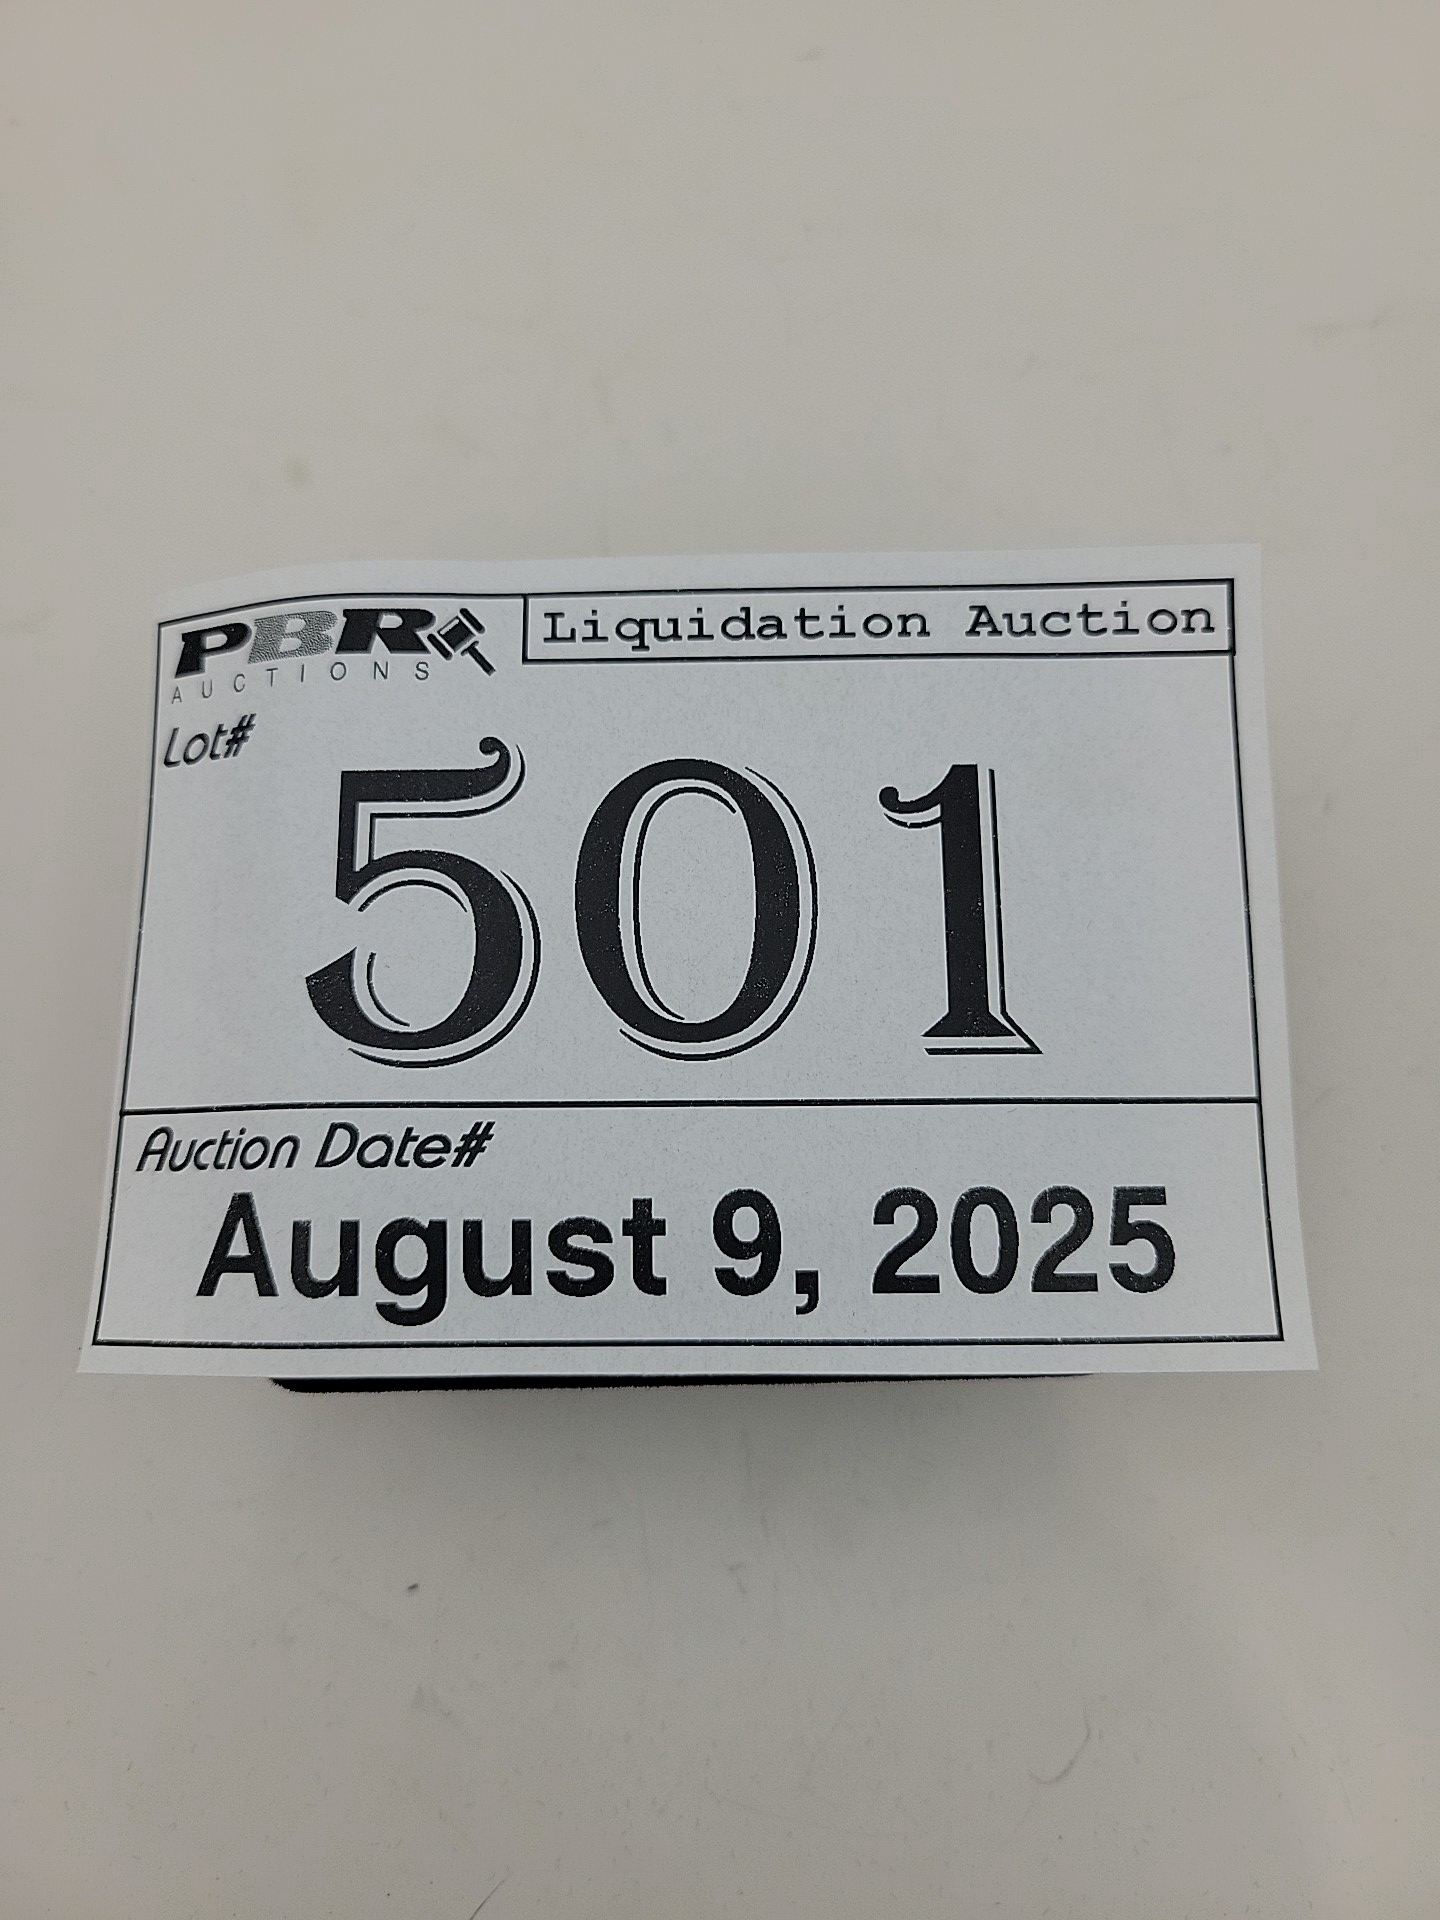 PBR
AUCTIONS
Liquidation Auction
Lot#
501
Auction Date#
August 9, 2025